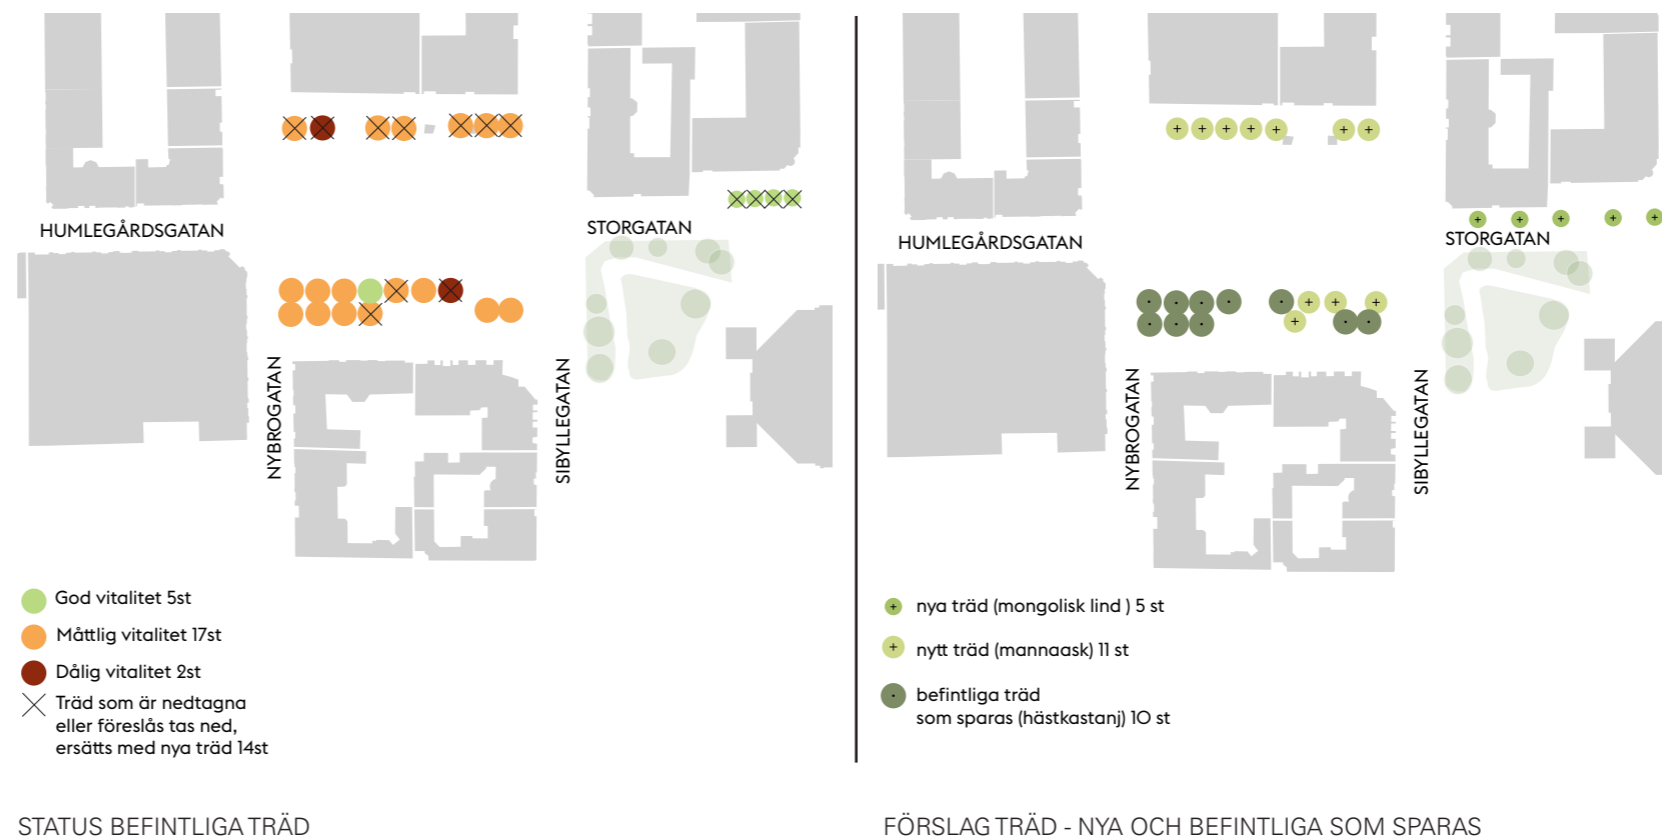 HUMLEGÅRDSGATAN
STORGATAN
NYBROGATAN
SIBYLLEGATAN
God vitalitet 5st
Måttlig vitalitet 17st
Dålig vitalitet 2st
Träd som är nedtagna
eller föreslås tas ned,
ersätts med nya träd 14st
STATUS BEFINTLIGA TRÄD
HUMLEGÅRDSGATAN
STORGATAN
NYBROGATAN
SIBYLLEGATAN
nya träd (mongolisk lind ) 5 st
nytt träd (mannaask) 11 st
befintliga träd
som sparas (hästkastanj) 10 st
FÖRSLAG TRÄD - NYA OCH BEFINTLIGA SOM SPARAS